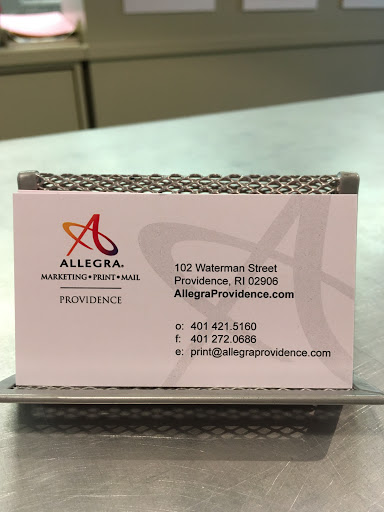 ALLEGRA®
MARKETING•PRINT•MAIL
PROVIDENCE
102 Waterman Street
Providence, RI 02906
AllegraProvidence.com
o: 401 421.5160
f: 401 272.0686
e: print@allegraprovidence.com